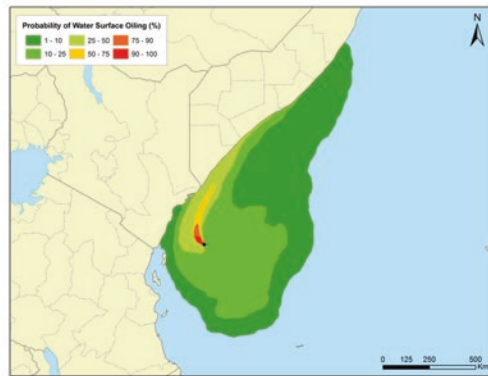 Probability of Water Surface Oiling (%)
1 - 10 25 - 50 75 - 90
10 - 25 50 - 75 90 - 100
N
0 125 250 500
Km